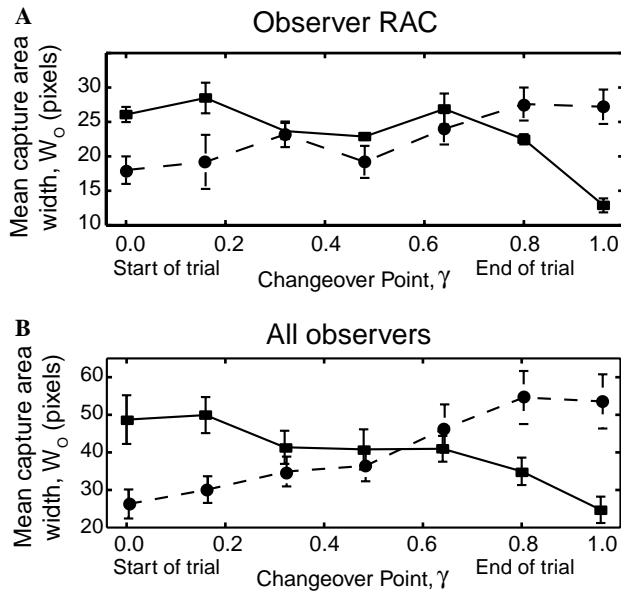 A
Observer RAC
Mean capture area
width, WO (pixels)
30
25
20
15
10
0.0
0.2
0.4
0.6
0.8
1.0
Start of trial
Changeover Point, γ
End of trial
B
All observers
Mean capture area
width, WO (pixels)
60
50
40
30
20
0.0
0.2
0.4
0.6
0.8
1.0
Start of trial
Changeover Point, γ
End of trial